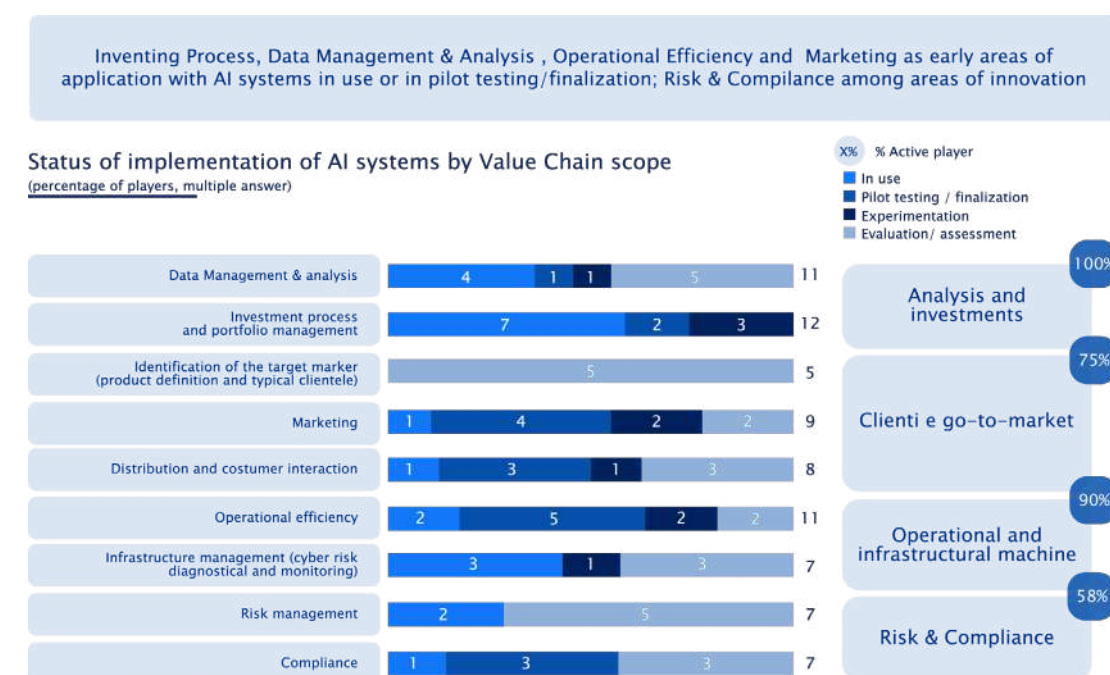 Inventing Process, Data Management & Analysis , Operational Efficiency and Marketing as early areas of
application with AI systems in use or in pilot testing/finalization; Risk & Compilance among areas of innovation
Status of implementation of AI systems by Value Chain scope
(percentage of players, multiple answer)
X% % Active player
In use
Pilot testing / finalization
Experimentation
Evaluation/ assessment
Data Management & analysis 4 1 1 5 11
Investment process
and portfolio management 7 2 3 12
Identification of the target marker
(product definition and typical clientele) 5 5
Marketing 1 4 2 2 9
Distribution and costumer interaction 1 3 1 3 8
Operational efficiency 2 5 2 2 11
Infrastructure management (cyber risk
diagnostical and monitoring) 3 1 3 7
Risk management 2 5 7
Compliance 1 3 3 7
100%
Analysis and
investments
75%
Clienti e go-to-market
90%
Operational and
infrastructural machine
58%
Risk & Compliance